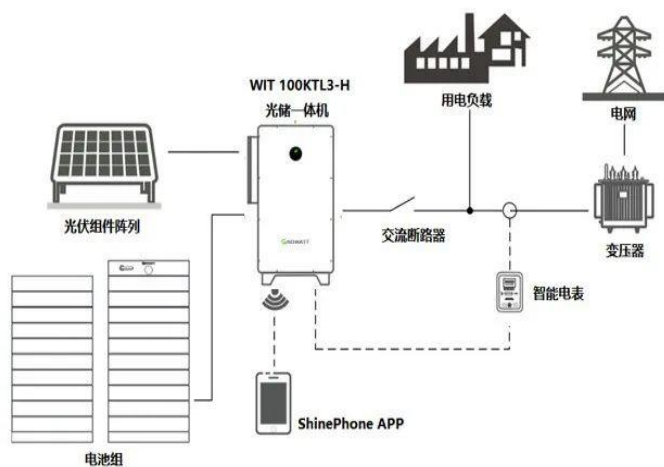 WIT 100KTL3-H
光储一体机
用电负载
电网
光伏组件阵列
GROWATT
交流断路器
变压器
智能电表
ShinePhone APP
电池组